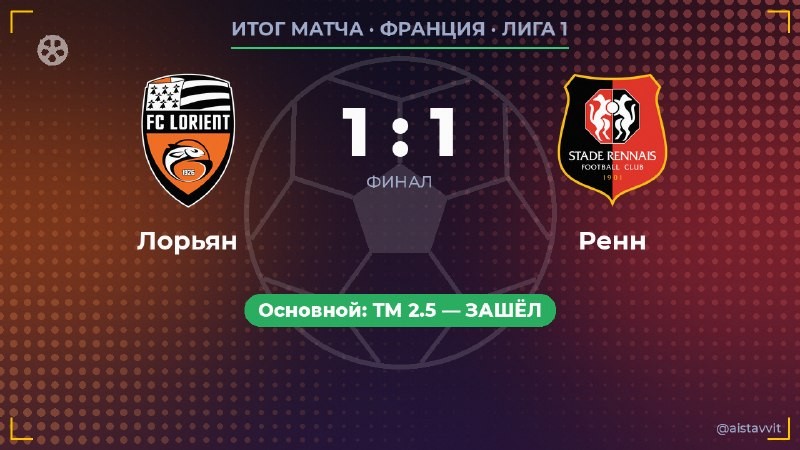 ИТОГ МАТЧА · ФРАНЦИЯ · ЛИГА 1
FC LORIENT
1926
1 : 1
ФИНАЛ
STADE RENNAIS
FOOTBALL CLUB
1901
Лорьян
Ренн
Основной: ТМ 2.5 — ЗАШЁЛ
@aistavvit